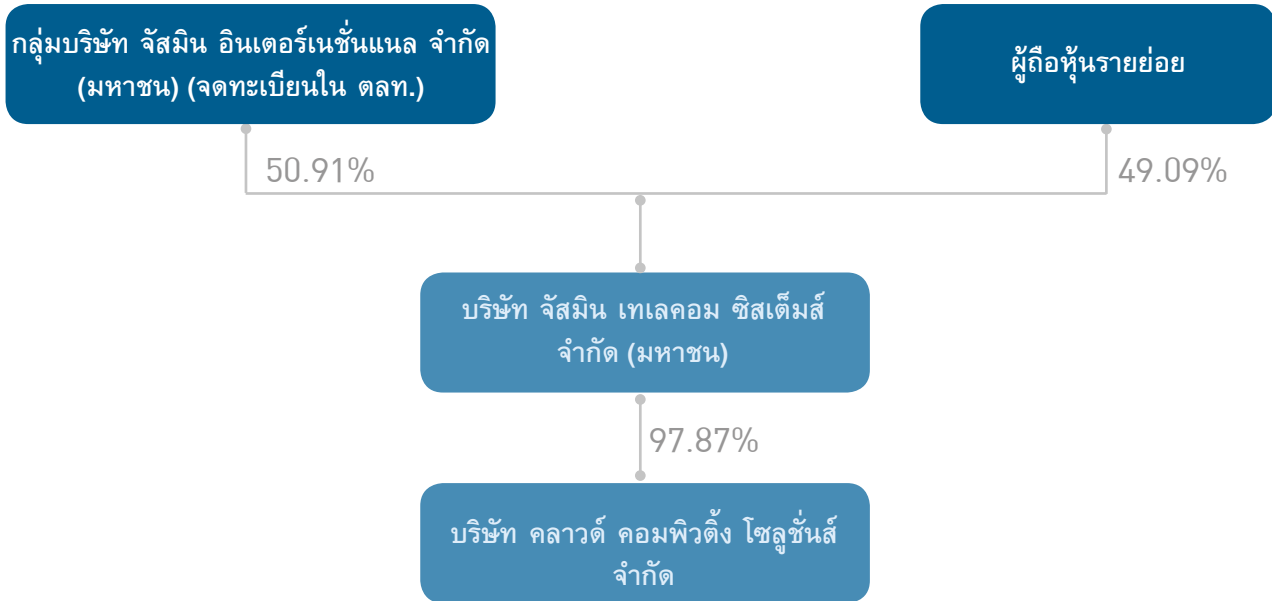 กลุ่มบริษัท จัสมิน อินเตอร์เนชั่นแนล จำกัด
(มหาชน) (จดทะเบียนใน ตลท.)
ผู้ถือหุ้นรายย่อย
50.91%
49.09%
บริษัท จัสมิน เทเลคอม ซิสเต็มส์
จำกัด (มหาชน)
97.87%
บริษัท คลาวด์ คอมพิวติ้ง โซลูชั่นส์
จำกัด